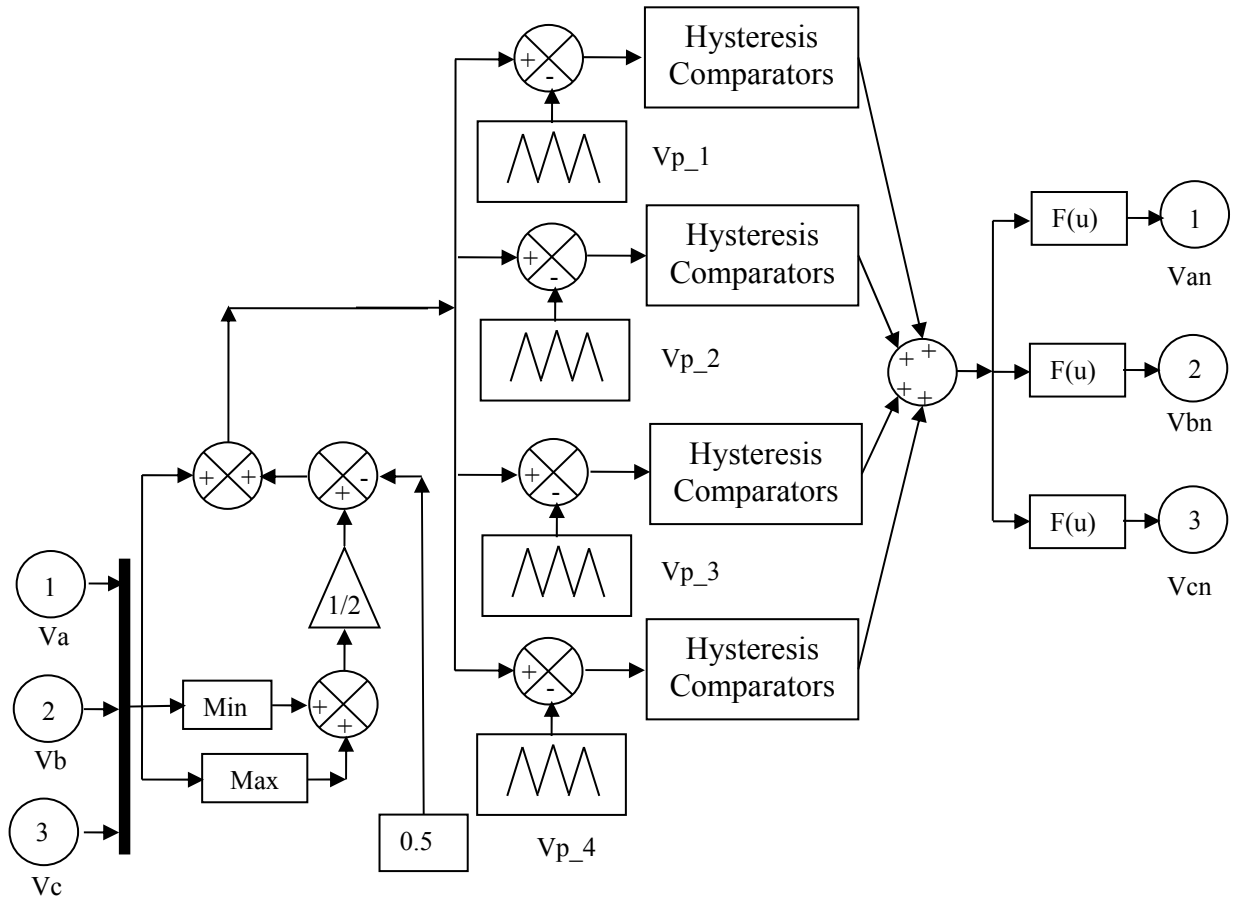 Hysteresis
Comparators
+
-
Vp_1
Hysteresis
Comparators
+
-
Vp_2
F(u)
1
Van
+ +
+ +
F(u)
2
Vbn
Hysteresis
Comparators
+
-
Vp_3
F(u)
3
Vcn
+ +
-
+
1/2
1
Va
Hysteresis
Comparators
+
-
Vp_4
2
Vb
Min
+
+
Max
3
Vc
0.5